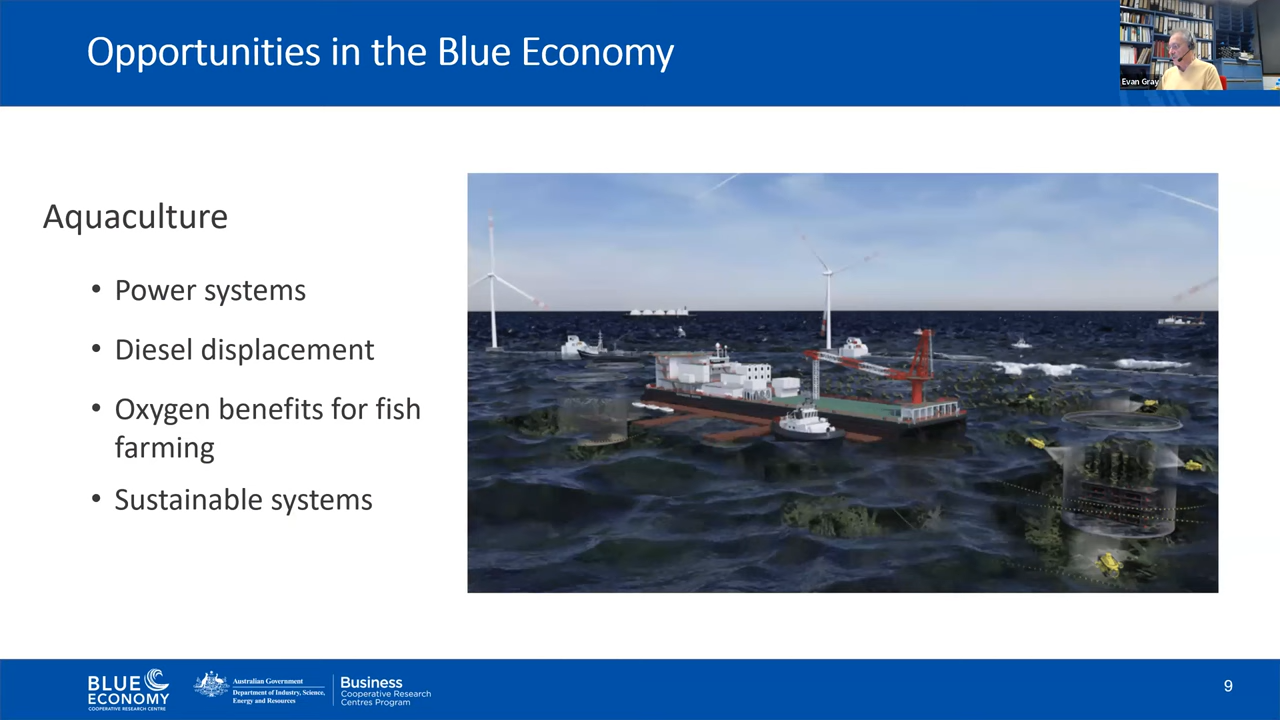 Opportunities in the Blue Economy
Evan Gray
Aquaculture
• Power systems
• Diesel displacement
• Oxygen benefits for fish
farming
• Sustainable systems
BLUE
ECONOMY
COOPERATIVE RESEARCH CENTRE
Australian Government
Department of Industry, Science,
Energy and Resources
Business
Cooperative Research
Centres Program
9